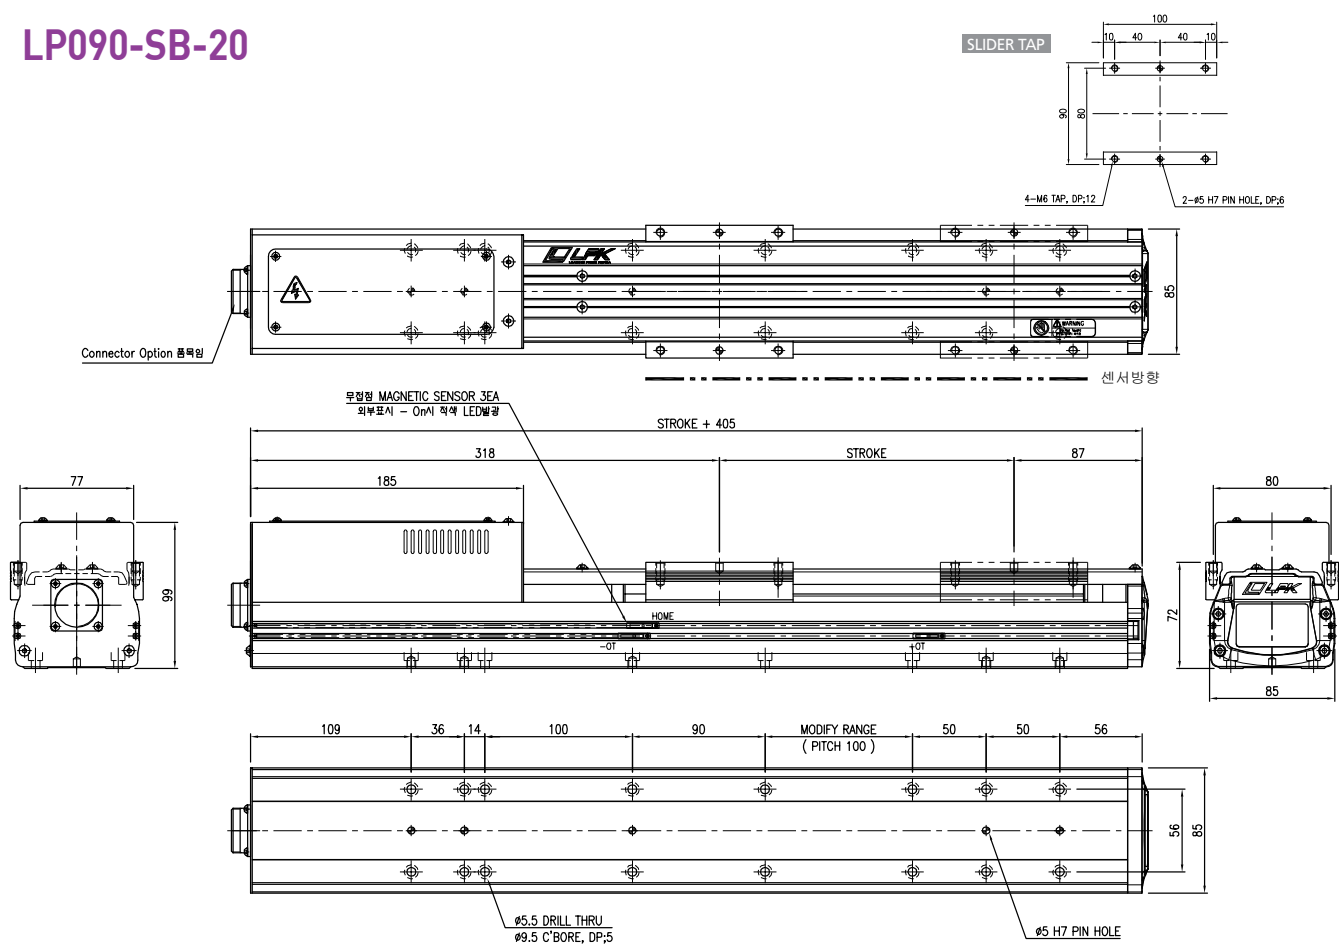 LP090-SB-20
SLIDER TAP
100
10 40 40 10
90
80
4-M6 TAP, DP;12
2-ø5 H7 PIN HOLE, DP;6
LPK
WARNING
85
Connector Option 품목임
센서방향
무접점 MAGNETIC SENSOR 3EA
외부표시 - On시 적색 LED발광
STROKE + 405
318 STROKE 87
77
185
80
99
HOME
-OT
+OT
72
LPK
85
109 36 14 100 90 MODIFY RANGE 50 50 56
( PITCH 100 )
56
85
ø5.5 DRILL THRU
ø9.5 C'BORE, DP;5
ø5 H7 PIN HOLE